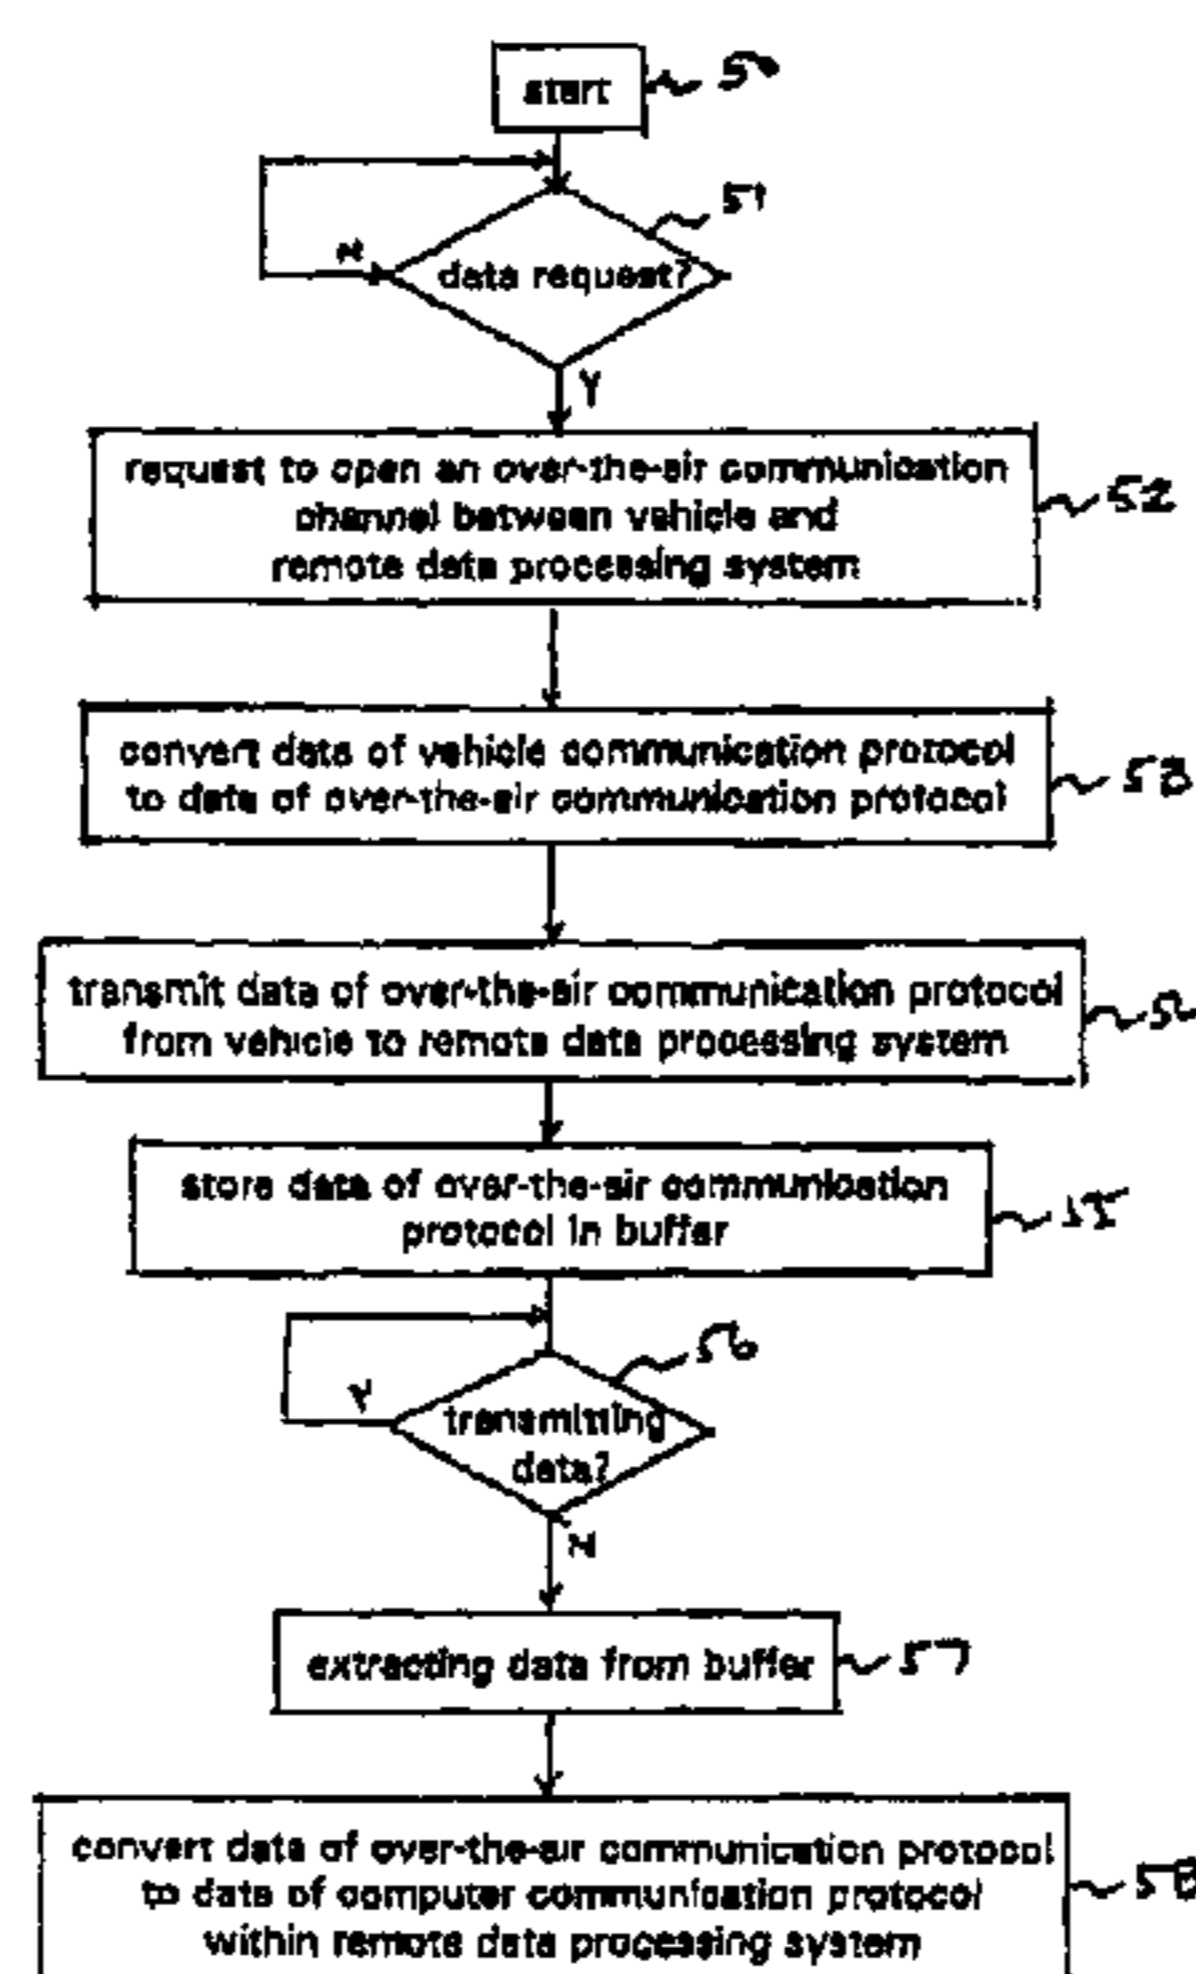 start
50
51
N
data request?
Y
request to open an over-the-air communication
channel between vehicle and
remote data processing system
52
convert data of vehicle communication protocol
to data of over-the-air communication protocol
53
transmit data of over-the-air communication protocol
from vehicle to remote data processing system
store data of over-the-air communication
protocol in buffer
55
56
Y
transmitting
data?
N
extracting data from buffer
57
convert data of over-the-air communication protocol
to data of computer communication protocol
within remote data processing system
58